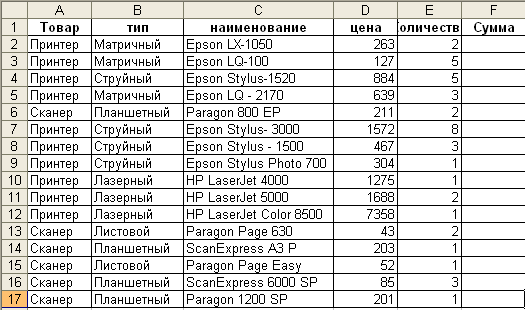 A B C D E F
1 Товар тип наименование цена оличеств Сумма
2 Принтер Матричный Epson LX-1050 263 2
3 Принтер Матричный Epson LQ-100 127 5
4 Принтер Струйный Epson Stylus-1520 884 5
5 Принтер Матричный Epson LQ - 2170 639 3
6 Сканер Планшетный Paragon 800 EP 211 2
7 Принтер Струйный Epson Stylus- 3000 1572 8
8 Принтер Струйный Epson Stylus - 1500 467 3
9 Принтер Струйный Epson Stylus Photo 700 304 1
10 Принтер Лазерный HP LaserJet 4000 1275 1
11 Принтер Лазерный HP LaserJet 5000 1688 2
12 Принтер Лазерный HP LaserJet Color 8500 7358 1
13 Сканер Листовой Paragon Page 630 43 2
14 Сканер Планшетный ScanExpress A3 P 203 1
15 Сканер Листовой Paragon Page Easy 52 1
16 Сканер Планшетный ScanExpress 6000 SP 85 3
17 Сканер Планшетный Paragon 1200 SP 201 1